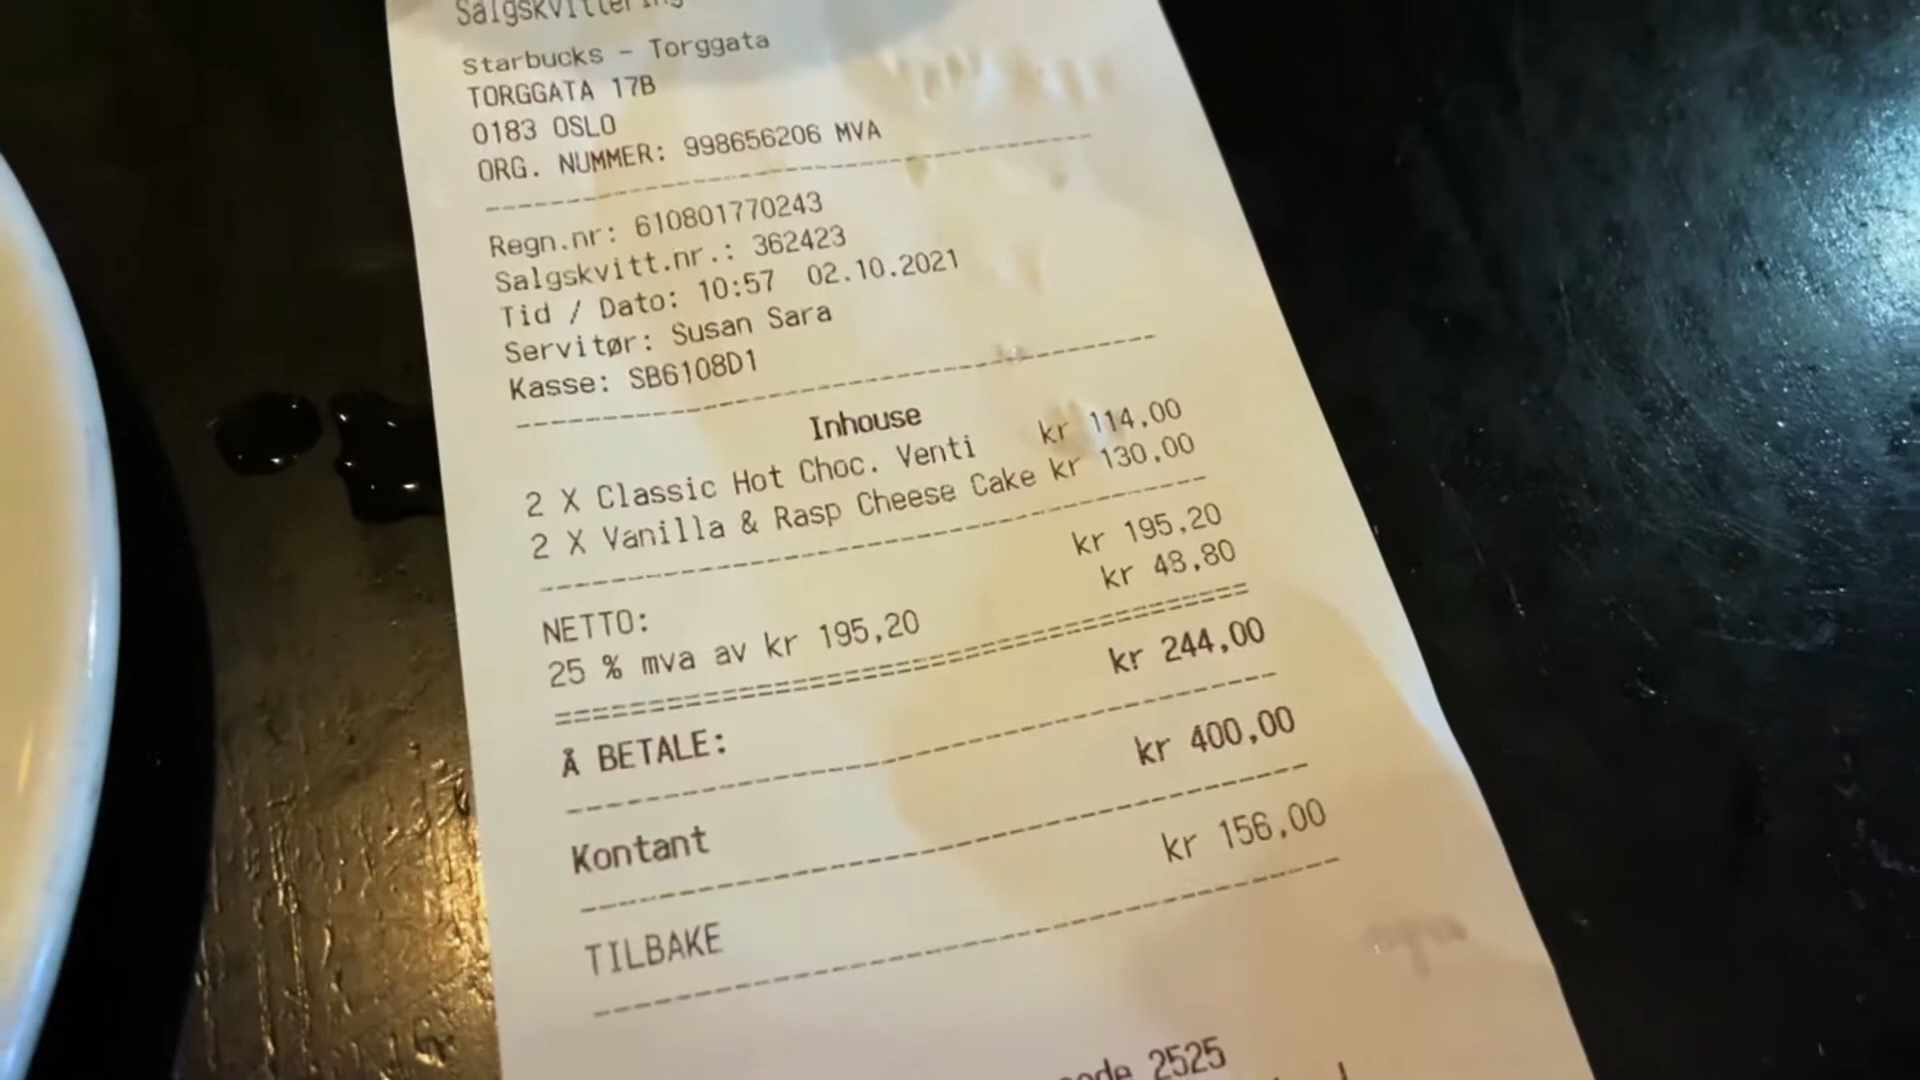 Salgskvittering
Starbucks - Torggata
TORGGATA 17B
0183 OSLO
ORG. NUMMER: 998656206 MVA
Regn.nr: 610801770243
Salgskvitt.nr.: 362423
Tid / Dato: 10:57 02.10.2021
Servitør: Susan Sara
Kasse: SB6108D1
Inhouse
2 X Classic Hot Choc. Venti kr 114,00
2 X Vanilla & Rasp Cheese Cake kr 130,00
NETTO: kr 195,20
25 % mva av kr 195,20 kr 48,80
Å BETALE: kr 244,00
Kontant kr 400,00
TILBAKE kr 156,00
2525